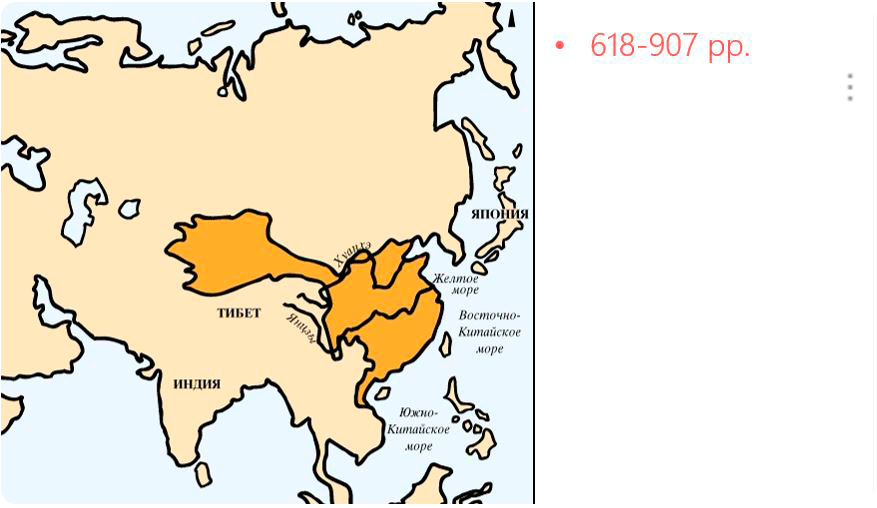 618-907 рр.
ЯПОНИЯ
Хуанхэ
Желтое
море
ТИБЕТ
Янцзы
Восточно-
Китайское
море
ИНДИЯ
Южно-
Китайское
море